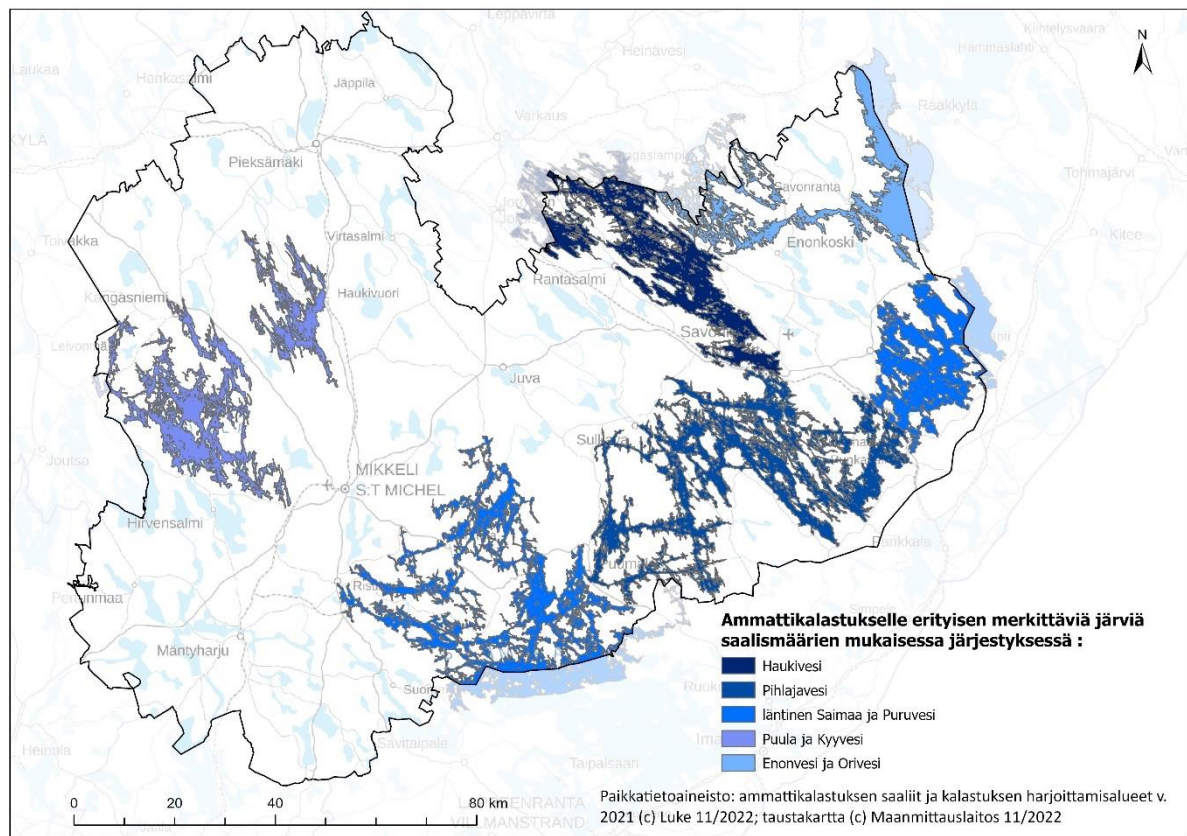 Leppävirta
Kiihtelysvaara
Heinävesi
Hammaslahti
N
Laukaa
Hankasalmi
Jäppilä
Varkaus
Rääkkylä
Pieksämäki
Savonranta
Tohmajärvi
Toivakka
Virtasalmi
Enonkoski
Kitee
Rantasalmi
Kangasniemi
Haukivuori
Juva
Sulkava
Joutsa
MIKKELI
S:T MICHEL
Hirvensalmi
Parikkala
Pertunmaa
Mäntyharju
Simpele
Heinola
Savitaipale
Taipalsaari
Ammattikalastukselle erityisen merkittäviä järviä
saalismäärien mukaisessa järjestyksessä :
Haukivesi
Pihlajavesi
läntinen Saimaa ja Puruvesi
Puula ja Kyyvesi
Enonvesi ja Orivesi
0 20 40 80 km
Paikkatietoaineisto: ammattikalastuksen saaliit ja kalastuksen harjoittamisalueet v.
2021 (c) Luke 11/2022; taustakartta (c) Maanmittauslaitos 11/2022